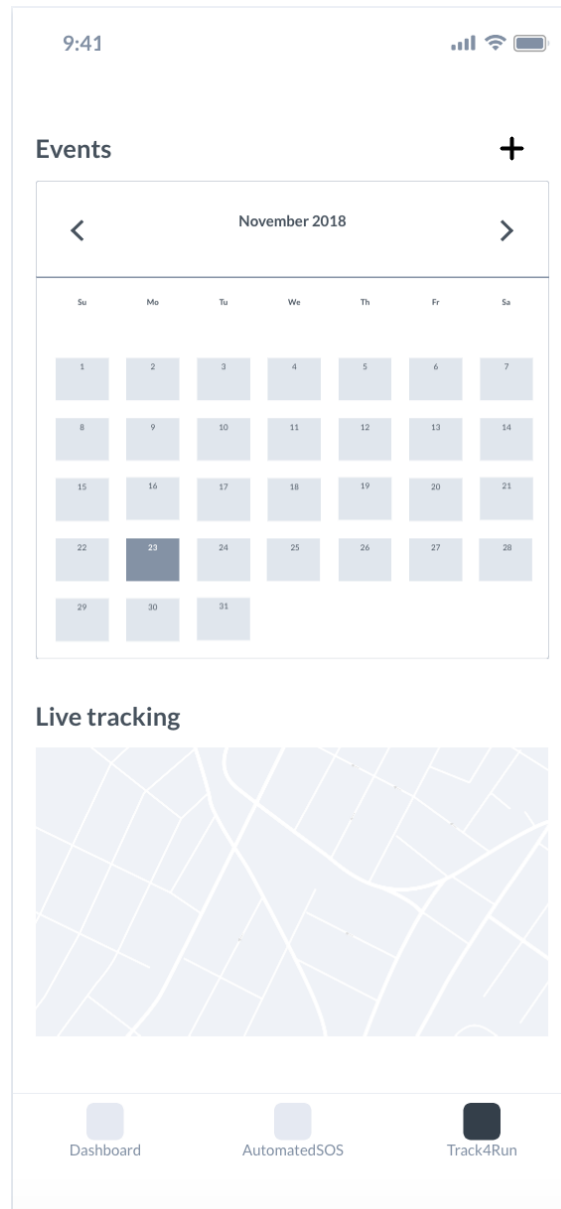 9:41
Events
November 2018
Su Mo Tu We Th Fr Sa
1 2 3 4 5 6 7
8 9 10 11 12 13 14
15 16 17 18 19 20 21
22 23 24 25 26 27 28
29 30 31
Live tracking
Dashboard AutomatedSOS Track4Run